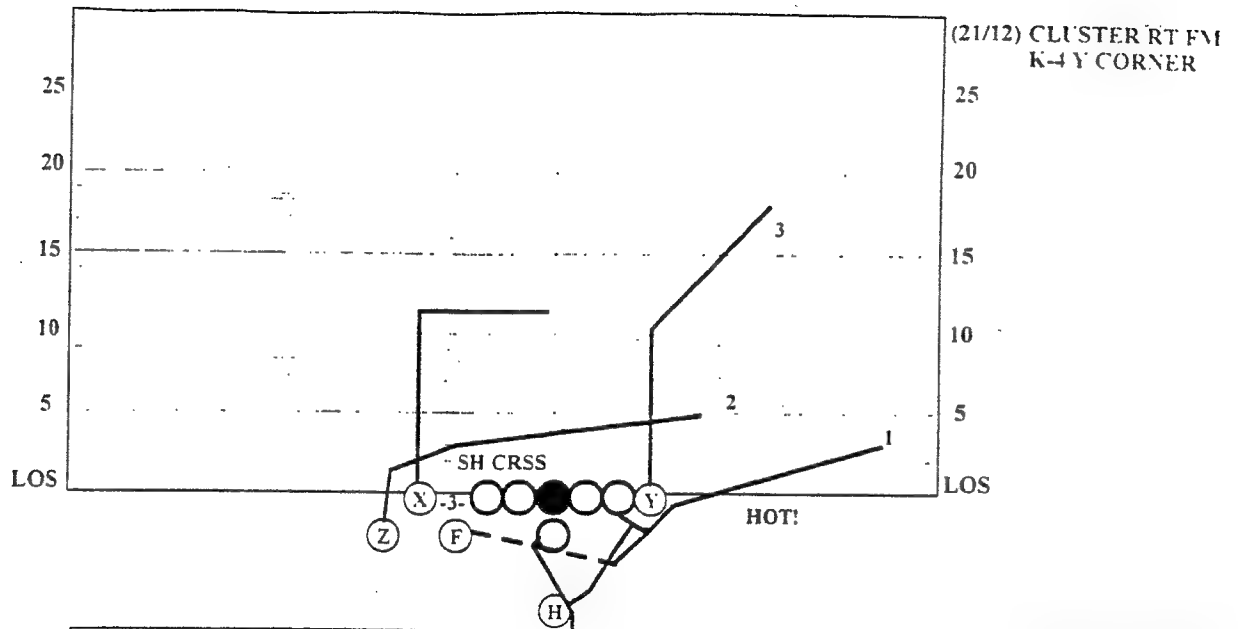 (21/12) CLUSTER RT FM
K-4 Y CORNER
25
25
20
20
3
15
15
10
10
5
2
5
1
SH CRSS
LOS
LOS
X
-3-
Y
HOT!
Z
F
H